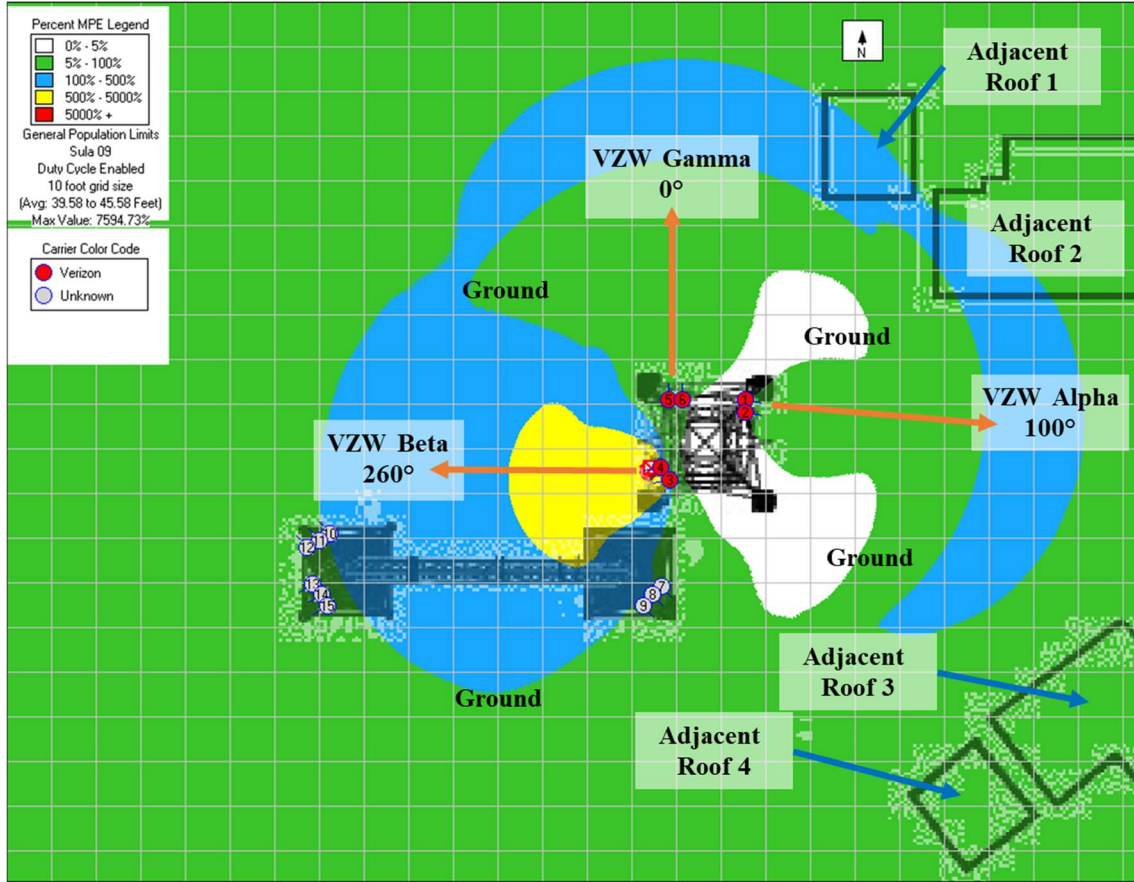 Percent MPE Legend
0% - 5%
5% - 100%
100% - 500%
500% - 5000%
5000% +
General Population Limits
Sula 09
Duty Cycle Enabled
10 foot grid size
(Avg: 39.58 to 45.58 Feet)
Max Value: 7594.73%
Carrier Color Code
Verizon
Unknown
N
Adjacent
Roof 1
VZW Gamma
0°
Adjacent
Roof 2
Ground
Ground
VZW Alpha
100°
5 6
1
2
VZW Beta
260°
4
3
Ground
10
11
12
13
14
15
7
8
9
Adjacent
Roof 3
Ground
Adjacent
Roof 4